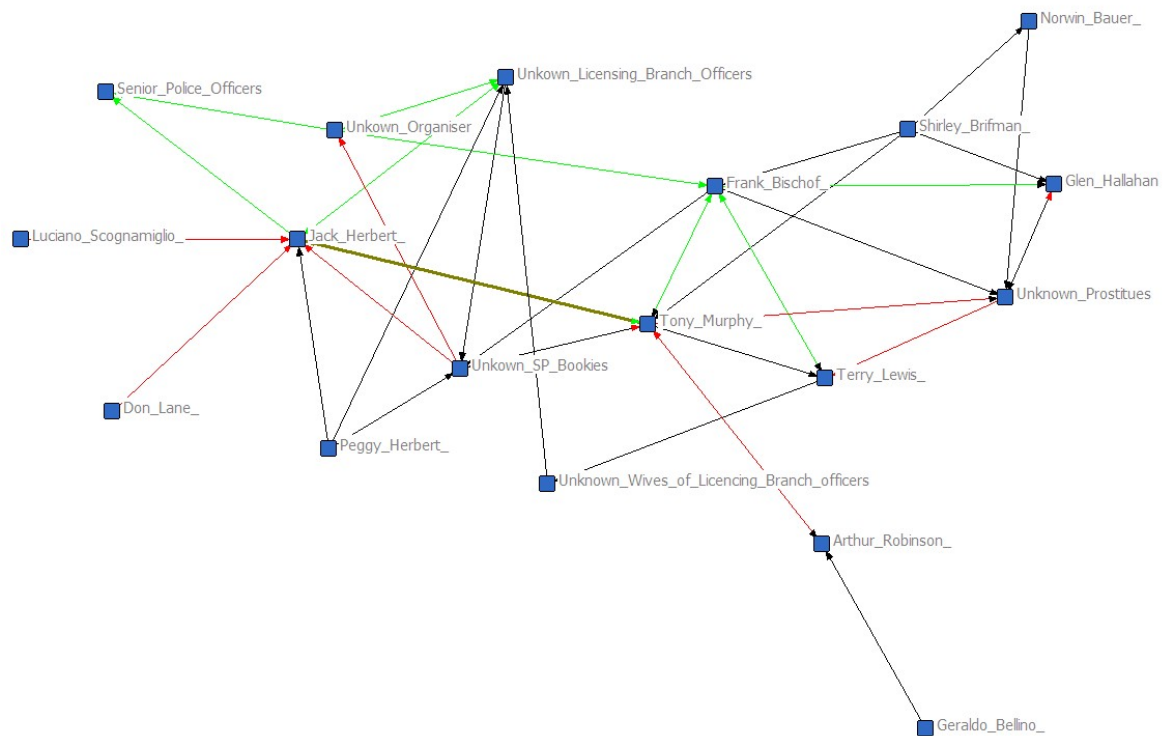 Norwin_Bauer_
Unkown_Licensing_Branch_Officers
Senior_Police_Officers
Unkown_Organiser
Shirley_Brifman_
Frank_Bischof_
Glen_Hallahan
Luciano_Scognamiglio_
Jack_Herbert_
Unknown_Prostitues
Tony_Murphy_
Unkown_SP_Bookies
Terry_Lewis_
Don_Lane_
Peggy_Herbert_
Unknown_Wives_of_Licencing_Branch_officers
Arthur_Robinson_
Geraldo_Bellino_